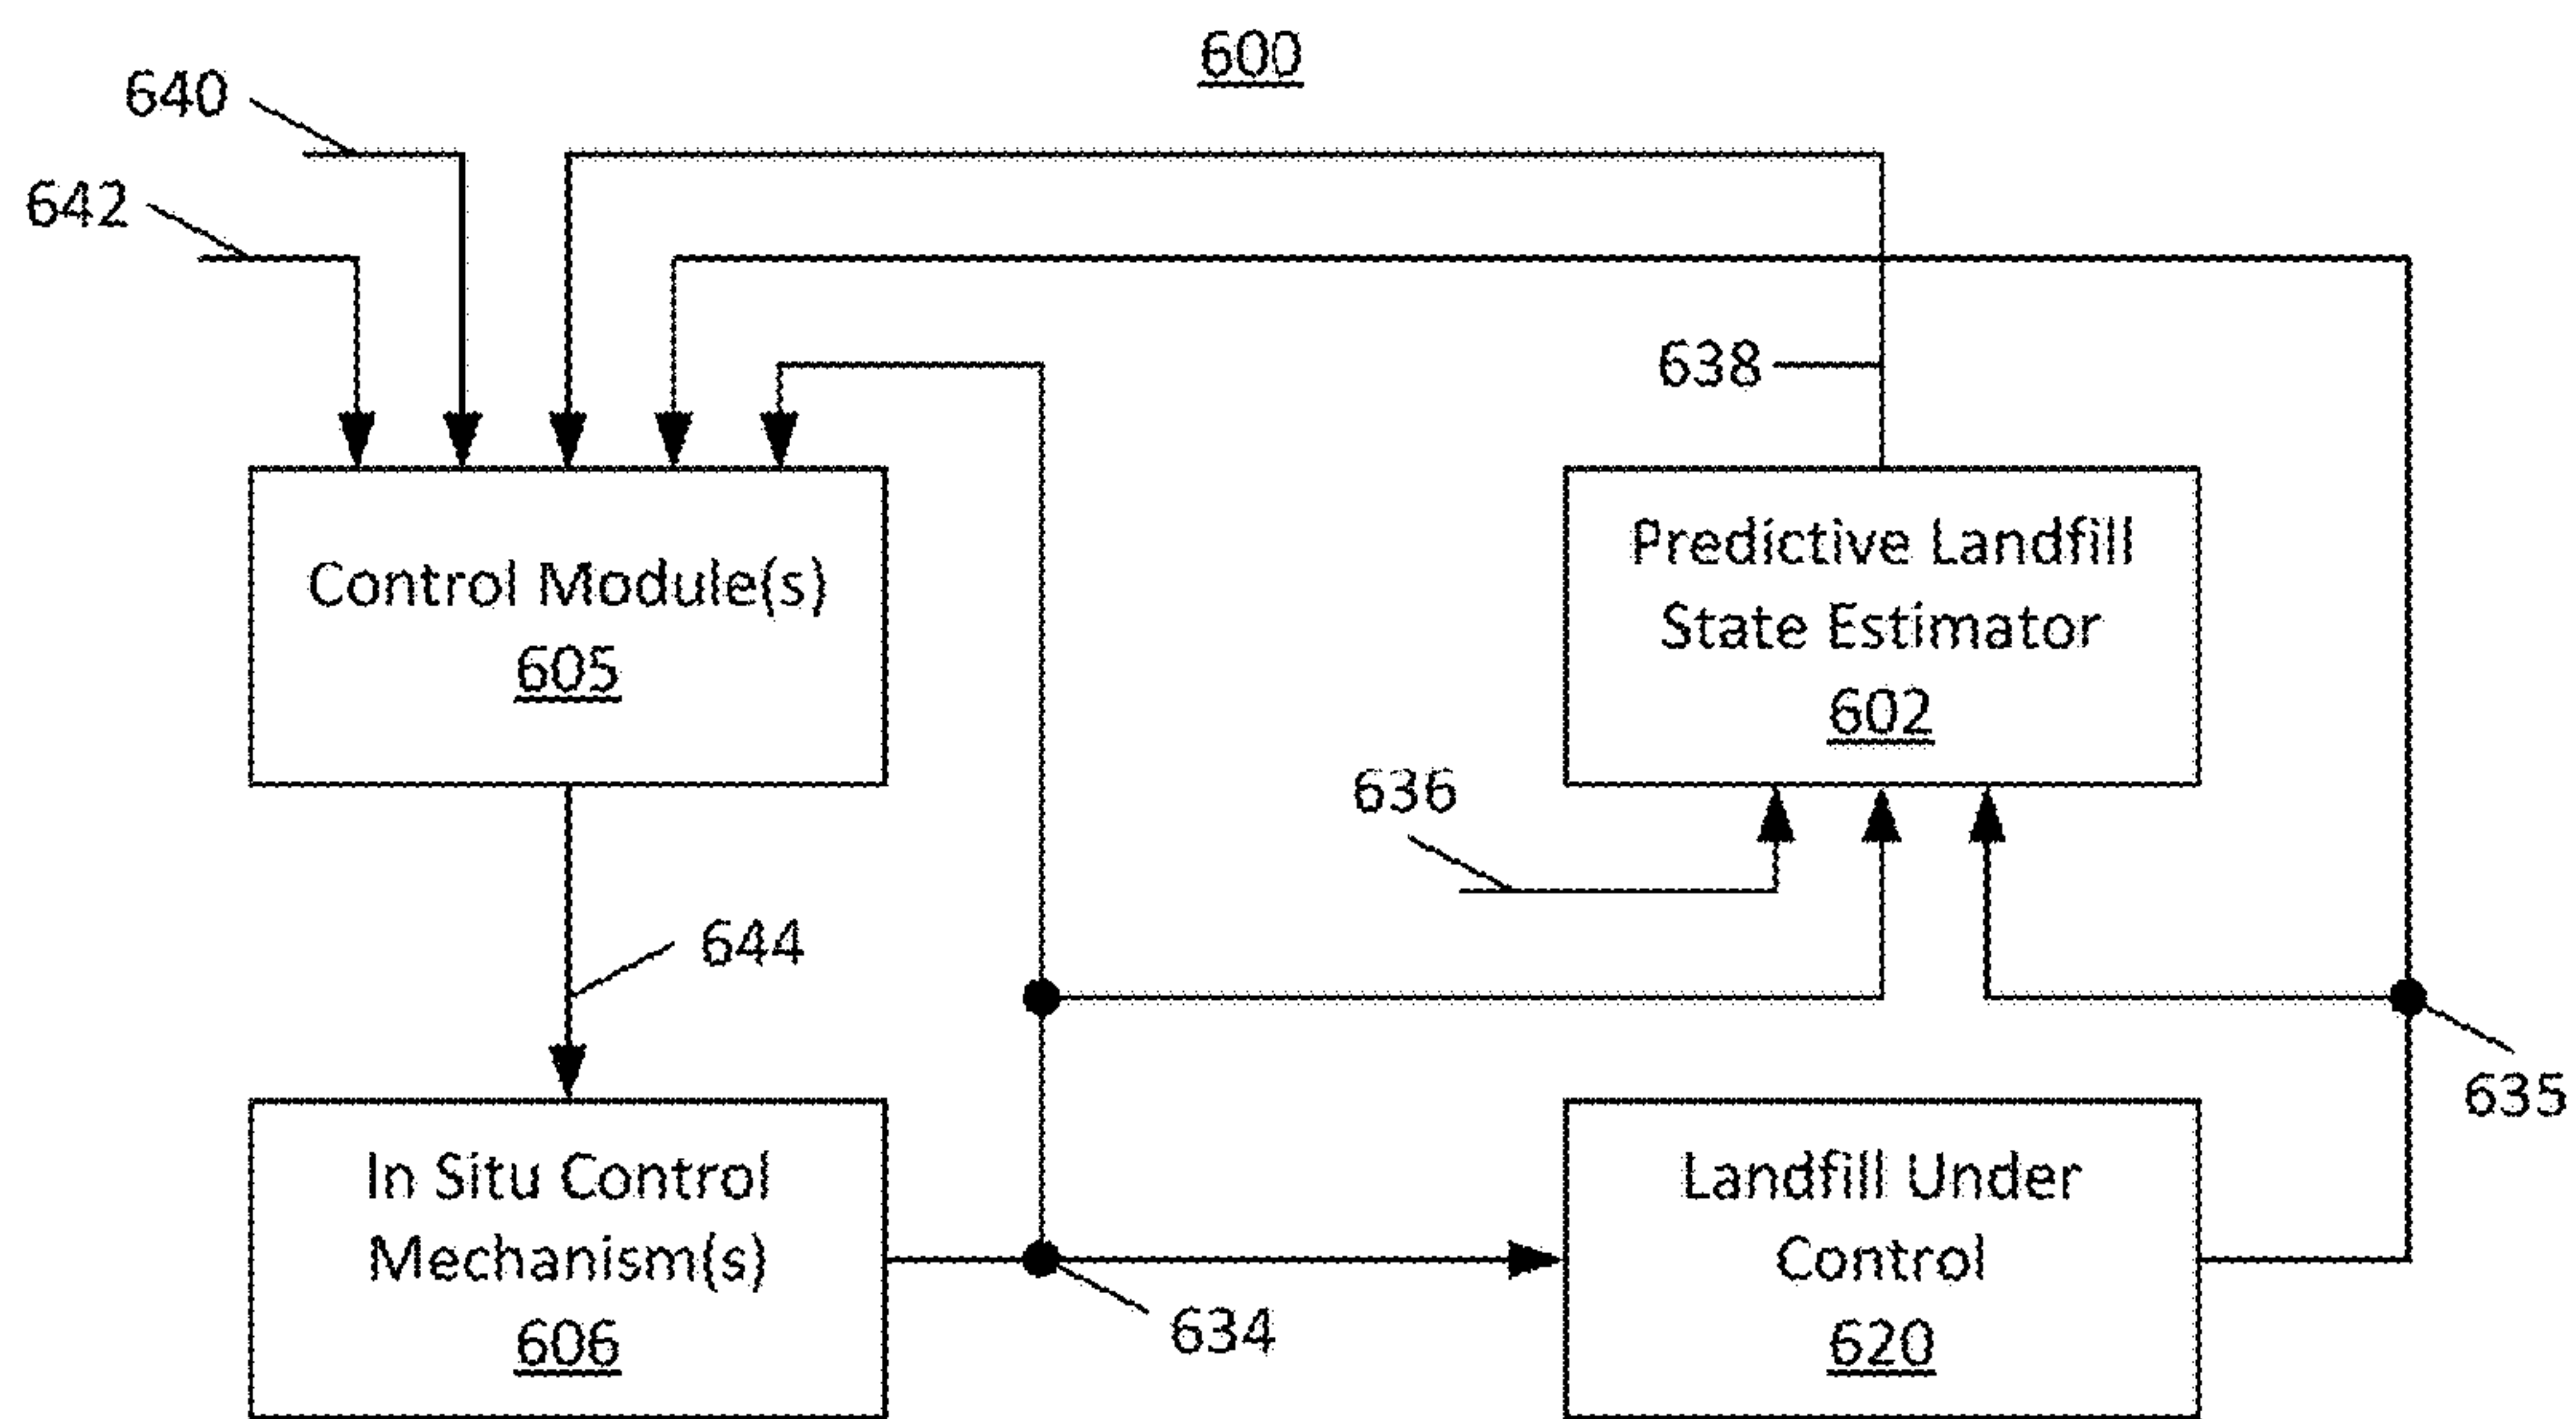 600
640
642
638
Control Module(s)
605
Predictive Landfill
State Estimator
602
636
644
635
In Situ Control
Mechanism(s)
606
634
Landfill Under
Control
620